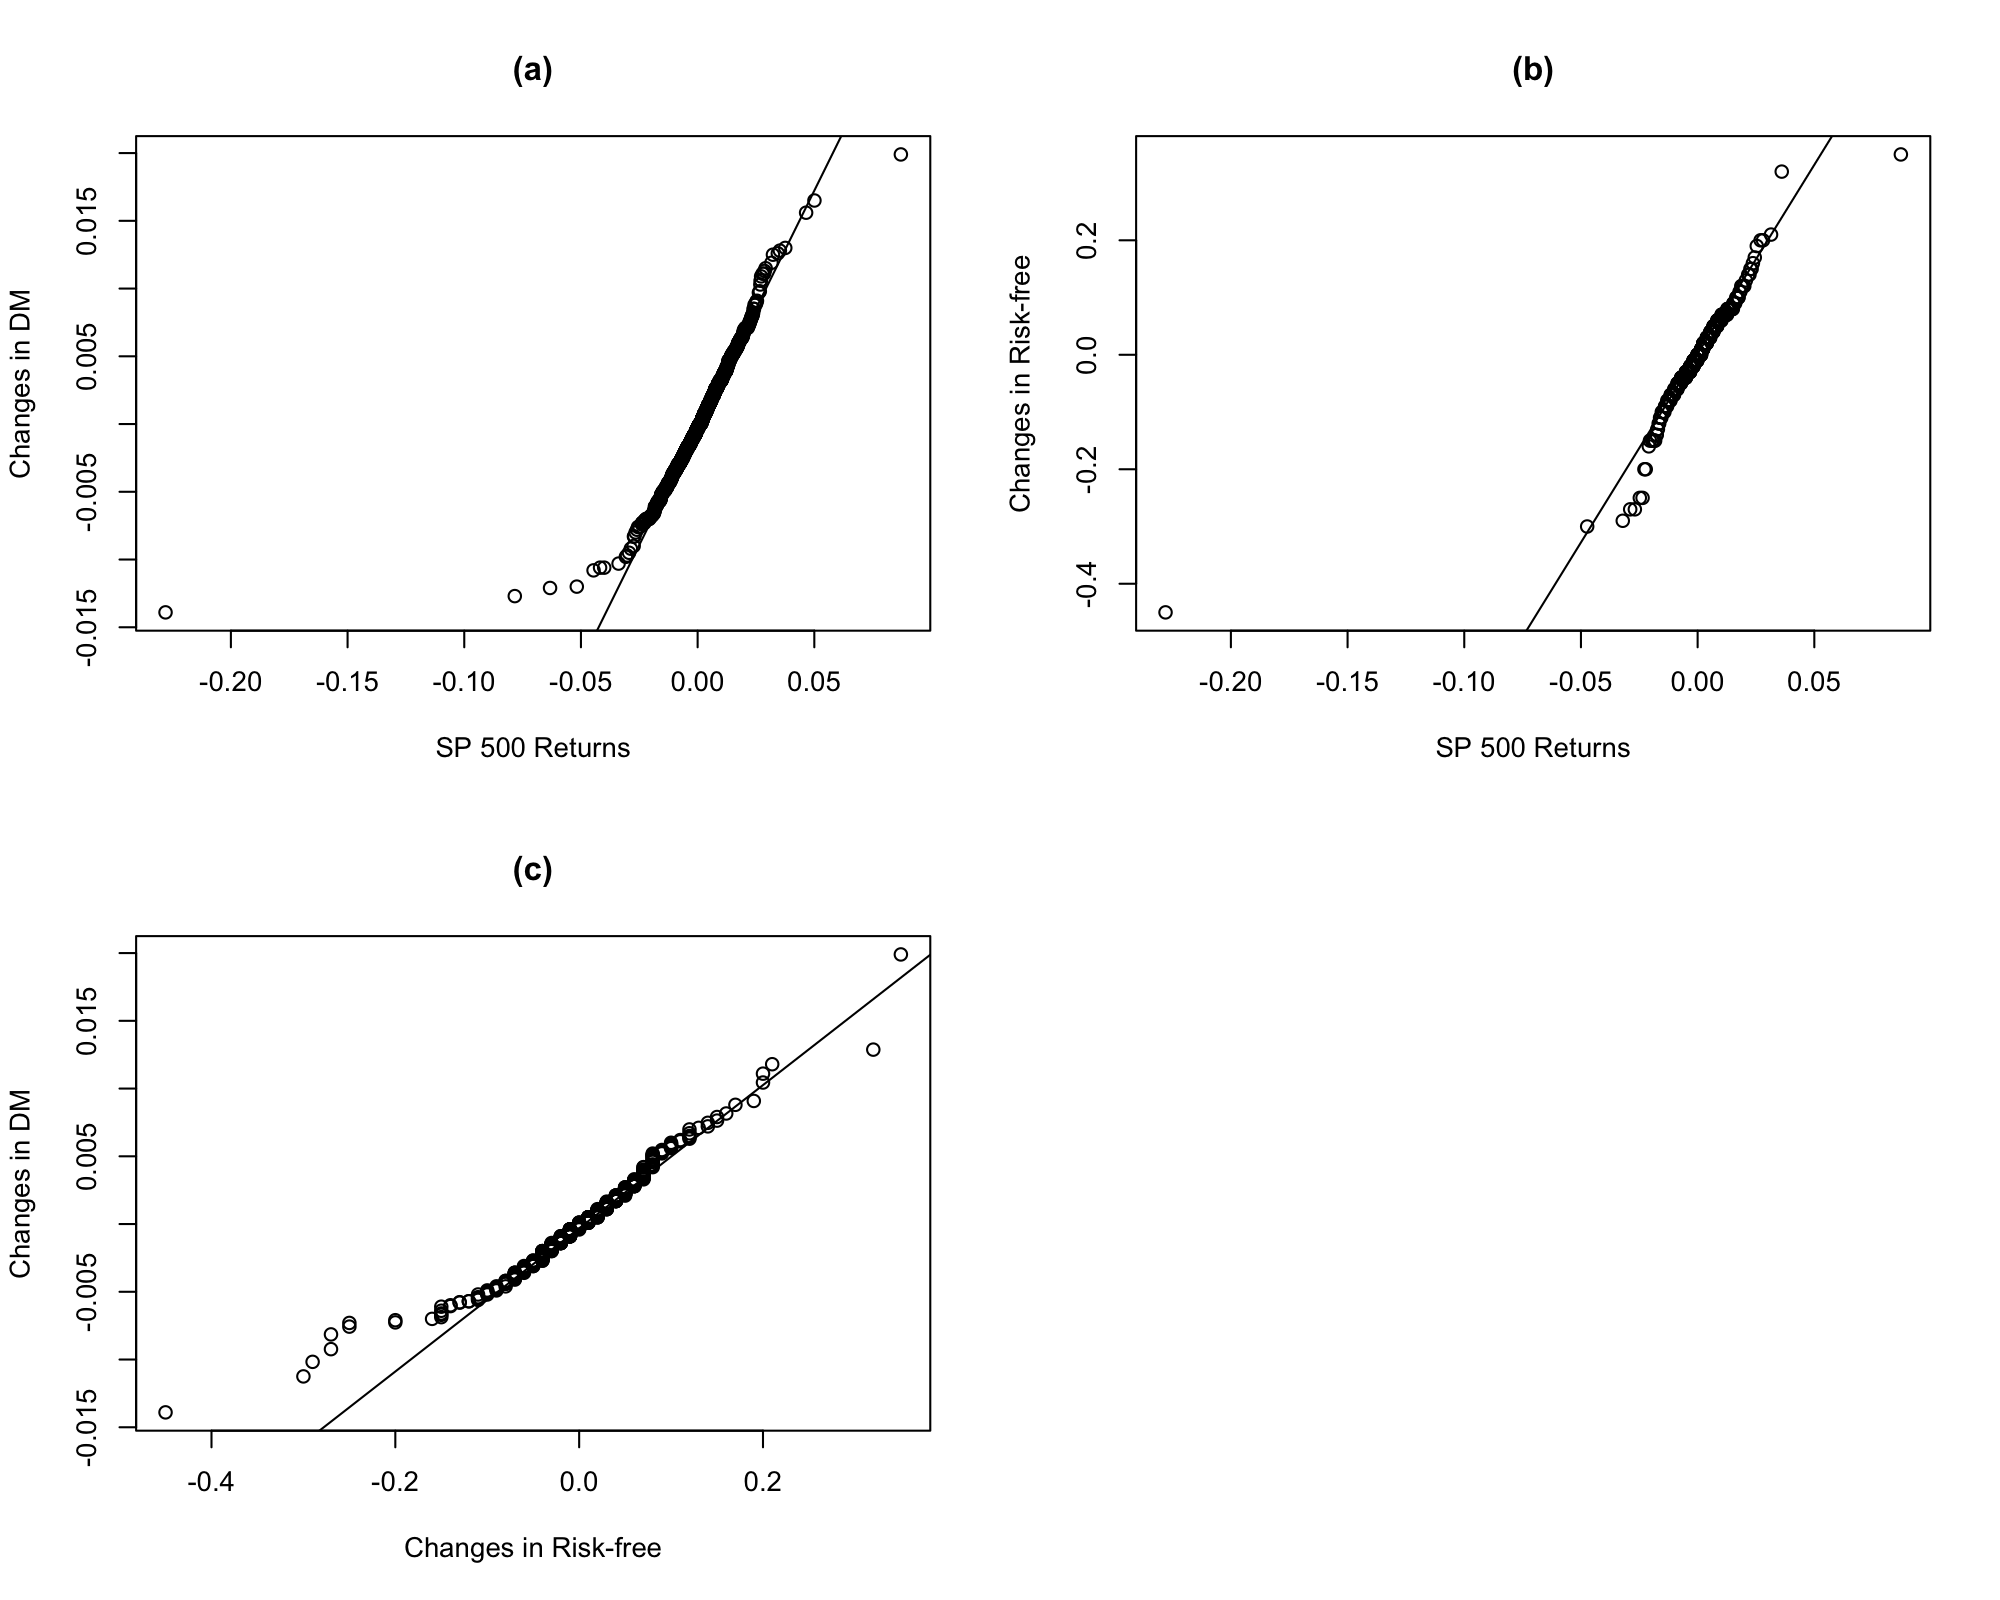 (a)
Changes in DM
0.015
0.005
-0.005
-0.015
-0.20 -0.15 -0.10 -0.05 0.00 0.05
SP 500 Returns
(b)
Changes in Risk-free
0.2
0.0
-0.2
-0.4
-0.20 -0.15 -0.10 -0.05 0.00 0.05
SP 500 Returns
(c)
Changes in DM
0.015
0.005
-0.005
-0.015
-0.4 -0.2 0.0 0.2
Changes in Risk-free